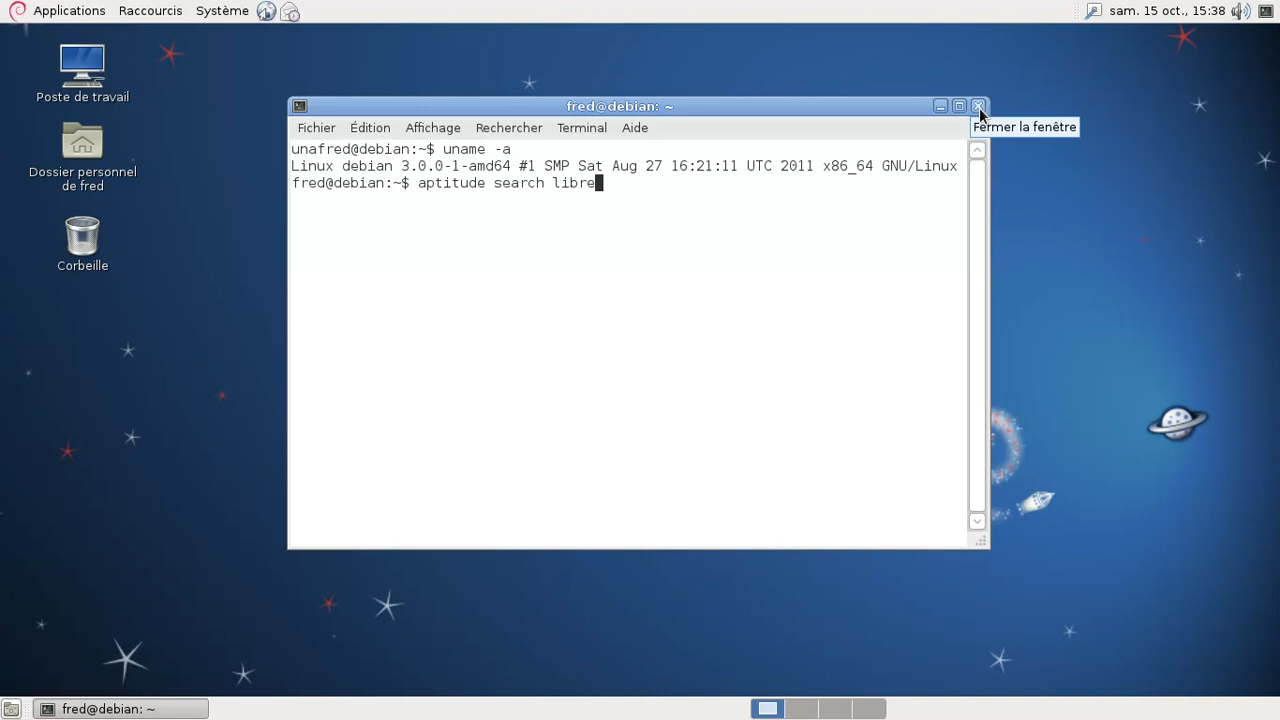 Applications Raccourcis Système sam. 15 oct., 15:38
Poste de travail
Dossier personnel
de fred
Corbeille
fred@debian: ~
Fichier Édition Affichage Rechercher Terminal Aide
Fermer la fenêtre
unafred@debian:~$ uname -a
Linux debian 3.0.0-1-amd64 #1 SMP Sat Aug 27 16:21:11 UTC 2011 x86_64 GNU/Linux
fred@debian:~$ aptitude search libre
fred@debian: ~